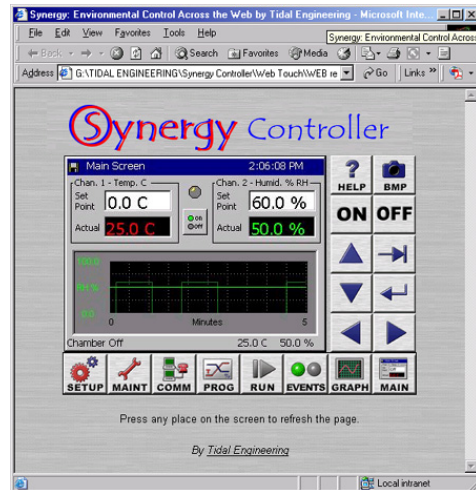 Synergy: Environmental Control Across the Web by Tidal Engineering - Microsoft Inte...
File Edit View Favorites Tools Help
Synergy: Environmental Control Across
Back Search Favorites Media
Address G:\TIDAL ENGINEERING\Synergy Controller\Web Touch\WEB re Go Links »
Synergy Controller
Main Screen 2:06:08 PM
Chan. 1 - Temp. C Chan. 2 - Humid. % RH
Set Point 0.0 C ON OFF Set Point 60.0 %
Actual 25.0 C Actual 50.0 %
100.0
RH %
0.0
0 Minutes 5
Chamber Off 25.0 C 50.0 %
? HELP BMP
ON OFF
SETUP MAINT COMM PROG RUN EVENTS GRAPH MAIN
Press any place on the screen to refresh the page.
By Tidal Engineering
Local intranet